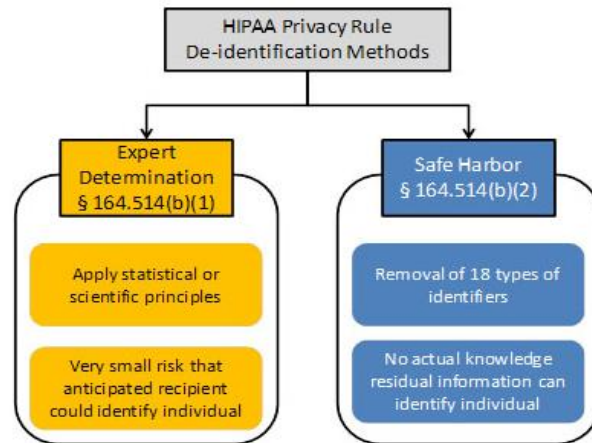 HIPAA Privacy Rule
De-identification Methods
Expert
Determination
§ 164.514(b)(1)
Apply statistical or
scientific principles
Very small risk that
anticipated recipient
could identify individual
Safe Harbor
§ 164.514(b)(2)
Removal of 18 types of
identifiers
No actual knowledge
residual information can
identify individual